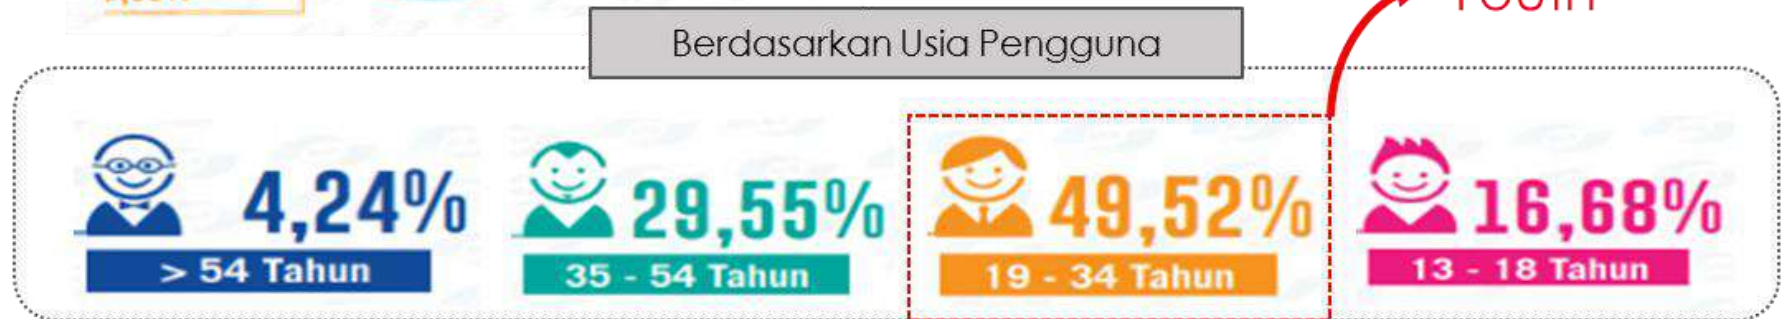 YOUTH
Berdasarkan Usia Pengguna
4,24%
> 54 Tahun
29,55%
35 - 54 Tahun
49,52%
19 - 34 Tahun
16,68%
13 - 18 Tahun